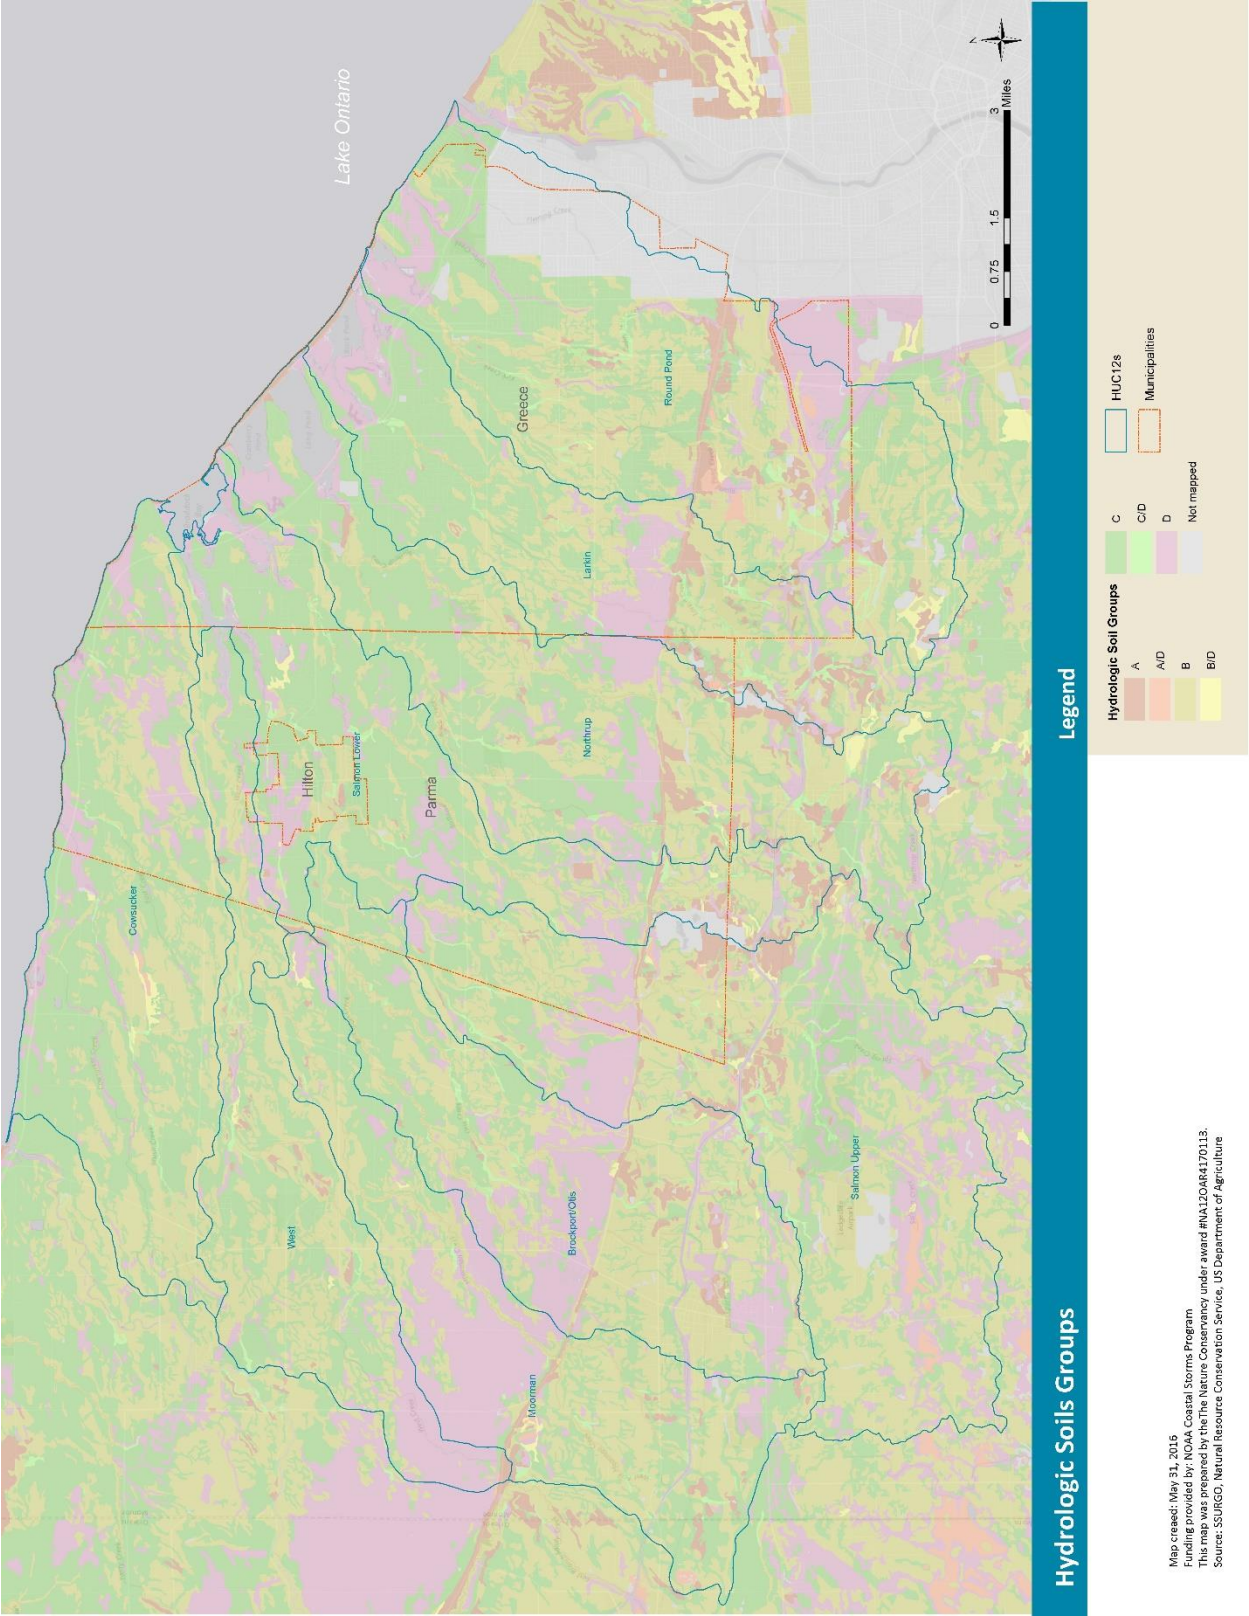 Lake Ontario
Cowsucker
West
Hilton
Salmon Lower
Parma
Greece
Round Pond
Larkin
Northrup
Brockport/Otis
Moorman
Salmon Upper
0 0.75 1.5 3
Miles
Hydrologic Soils Groups
Legend
Hydrologic Soil Groups
A
A/D
B
B/D
C
C/D
D
Not mapped
HUC12s
Municipalities
Map creaed: May 31, 2016
Funding provided by: NOAA Coastal Storms Program
This map was prepared by theThe Nature Conservancy under award #NA12OAR4170113.
Source: SSURGO, Natural Resource Conservation Service, US Department of Agriculture